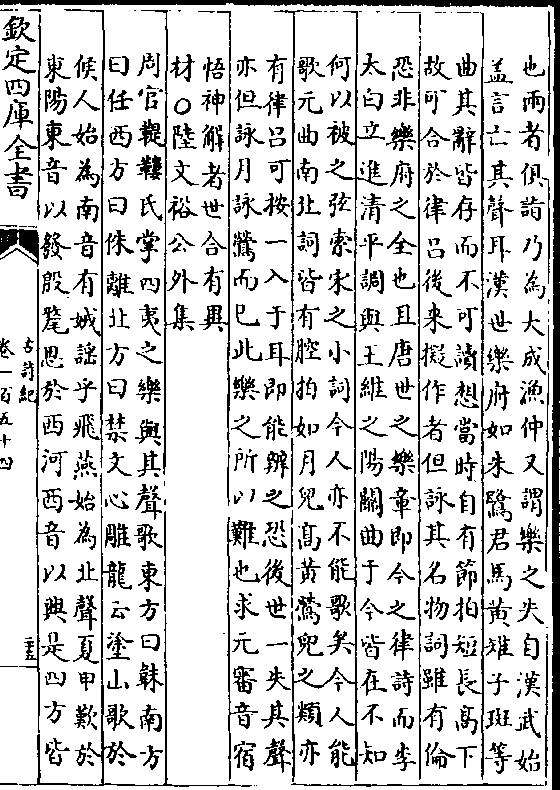 也兩者俱詣乃為大成漁仲又謂樂之失自漢武始
蓋言亡其聲耳漢世樂府如朱鷺君馬黄雉子斑等
曲其辭皆存而不可讀想當時自有節拍短長髙下
故可合於律呂後来擬作者但詠其名物詞雖有倫
恐非樂府之全也且唐世之樂章即今之律詩而李
太白立進清平調與王維之陽關曲于今皆在不知
何以被之弦索宋之小詞今人亦不能歌矣今人能
歌元曲南北詞皆有腔拍如月兒髙黄鶯兒之類亦
有律呂可按一入于耳即能辨之恐後世一失其聲
亦但詠月詠鶯而已此樂之所以難也求元審音宿
悟神解者世合有異
材○陸文裕公外集
周官鞮鞻氏掌四夷之樂與其聲歌東方曰韎南方
曰任西方曰侏離北方曰禁文心雕龍云塗山歌於
候人始為南音有娀謡乎飛燕始為北聲夏甲歎於
東陽東音以發殷氂思於西河西音以興是四方皆
欽定四庫全書
古詩紀
卷一百五十四
二五